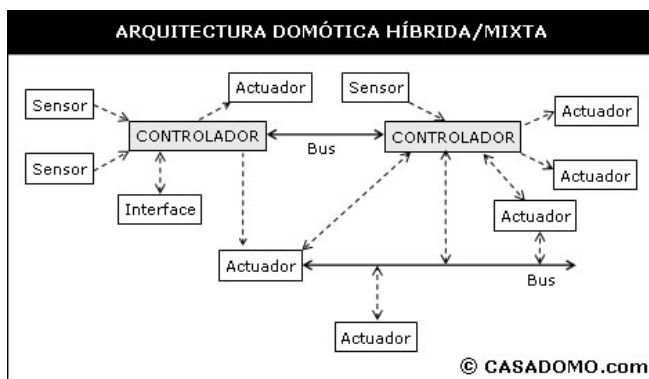 ARQUITECTURA DOMÓTICA HÍBRIDA/MIXTA
Sensor
Actuador
Sensor
Actuador
CONTROLADOR
Bus
CONTROLADOR
Sensor
Actuador
Interface
Actuador
Actuador
Bus
Actuador
© CASADOMO.com